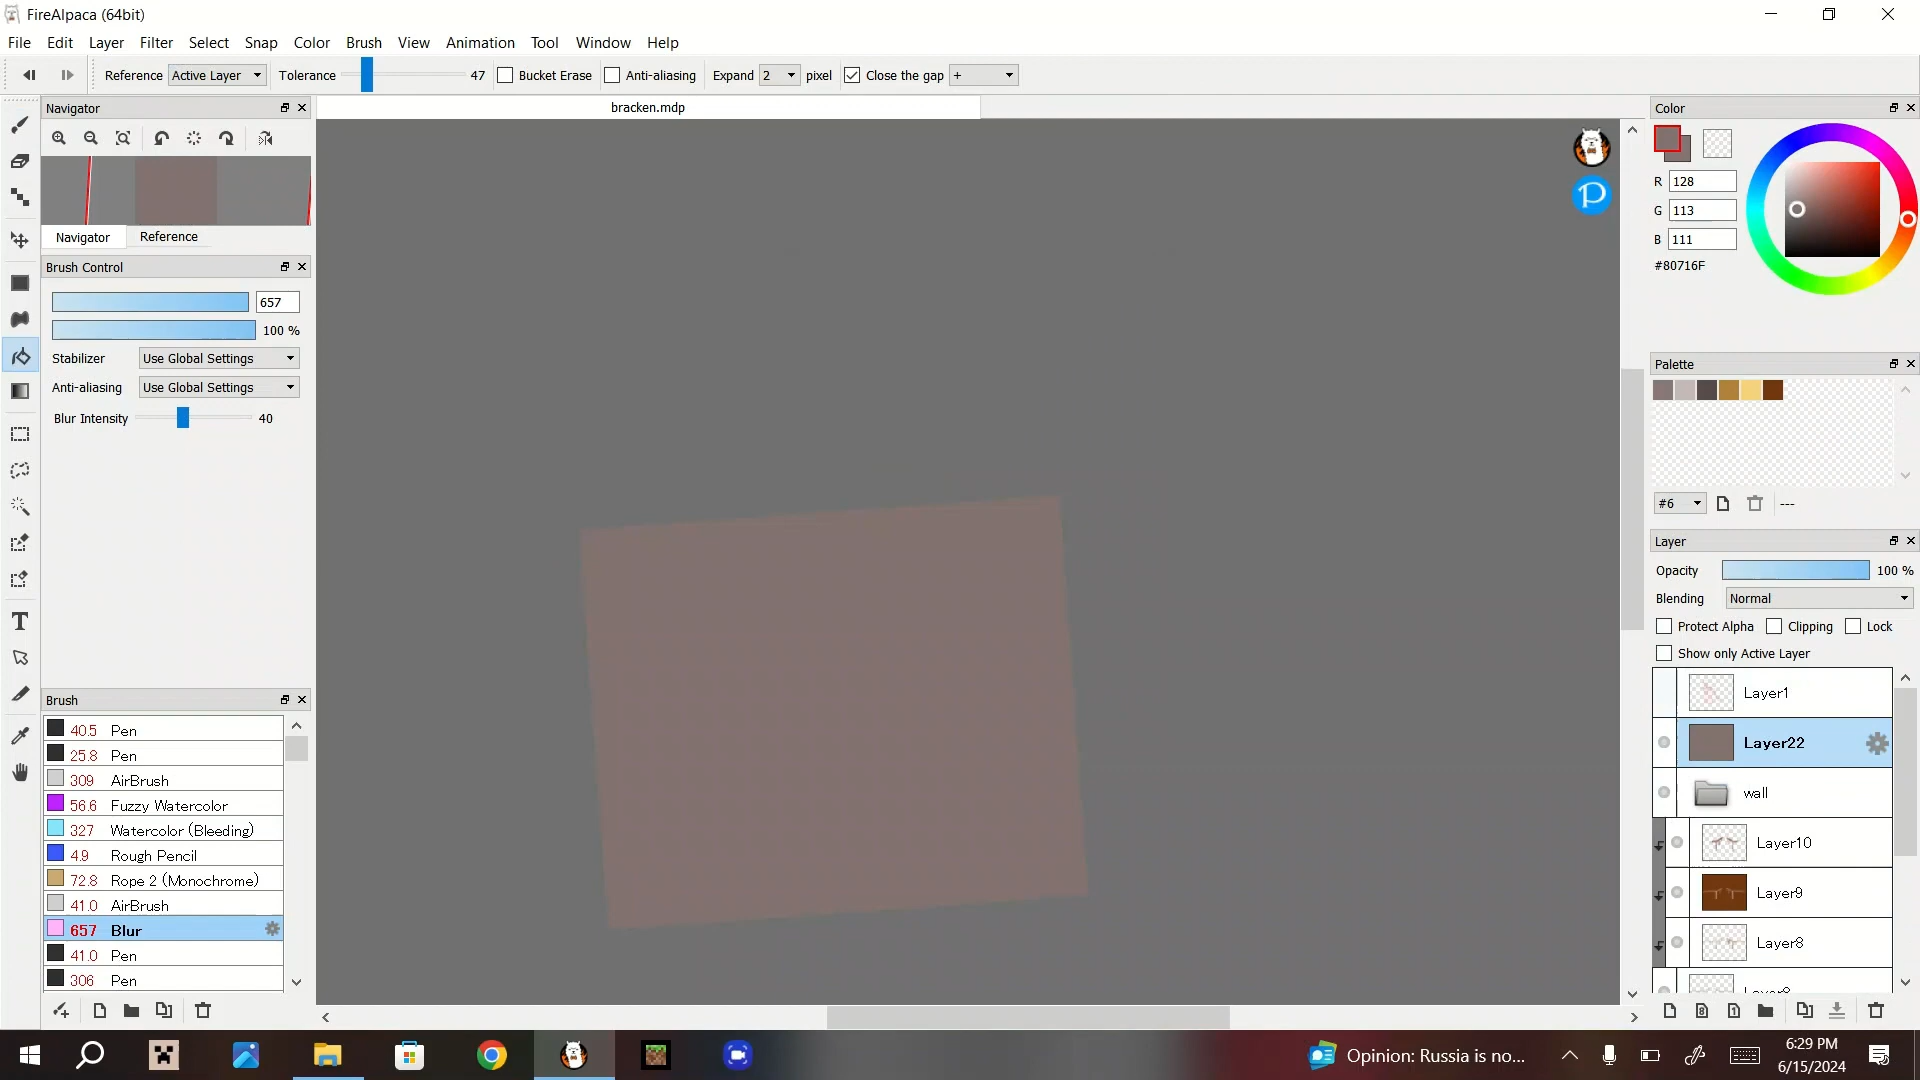 FireAlpaca (64bit)
File Edit Layer Filter Select Snap Color Brush View Animation Tool Window Help
Reference Active Layer Tolerance 47 Bucket Erase Anti-aliasing Expand 2 pixel Close the gap +
Navigator
bracken.mdp
Navigator Reference
Brush Control
657
100 %
Stabilizer Use Global Settings
Anti-aliasing Use Global Settings
Blur Intensity 40
Brush
40.5 Pen
25.8 Pen
309 AirBrush
56.6 Fuzzy Watercolor
327 Watercolor (Bleeding)
4.9 Rough Pencil
72.8 Rope 2 (Monochrome)
41.0 AirBrush
657 Blur
41.0 Pen
306 Pen
P
Color
R 128
G 113
B 111
#80716F
Palette
#6 ---
Layer
Opacity 100 %
Blending Normal
Protect Alpha Clipping Lock
Show only Active Layer
Layer1
Layer22
wall
Layer10
Layer9
Layer8
8 1
Opinion: Russia is no...
6:29 PM
6/15/2024